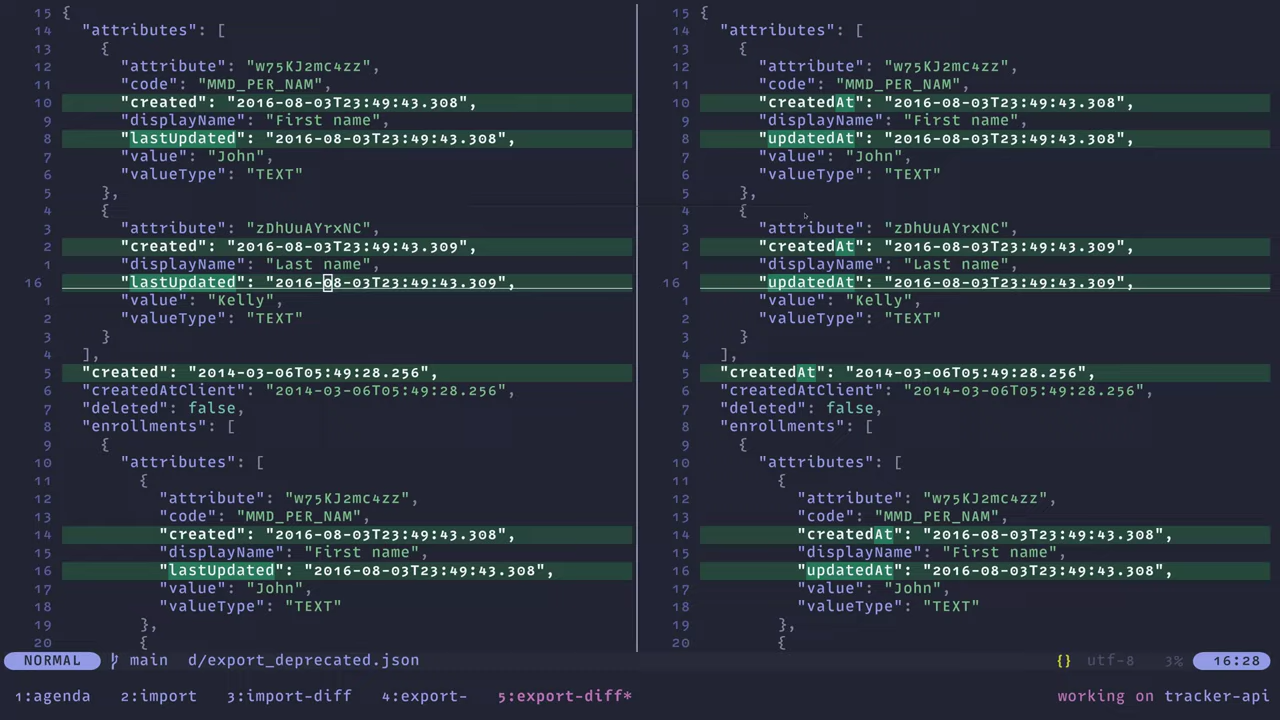 15 {
14 "attributes": [
13 {
12 "attribute": "w75KJ2mc4zz",
11 "code": "MMD_PER_NAM",
10 "created": "2016-08-03T23:49:43.308",
9 "displayName": "First name",
8 "lastUpdated": "2016-08-03T23:49:43.308",
7 "value": "John",
6 "valueType": "TEXT"
5 },
4 {
3 "attribute": "zDhUuAYrxNC",
2 "created": "2016-08-03T23:49:43.309",
1 "displayName": "Last name",
16 "lastUpdated": "2016-08-03T23:49:43.309",
1 "value": "Kelly",
2 "valueType": "TEXT"
3 }
4 ],
5 "created": "2014-03-06T05:49:28.256",
6 "createdAtClient": "2014-03-06T05:49:28.256",
7 "deleted": false,
8 "enrollments": [
9 {
10 "attributes": [
11 {
12 "attribute": "w75KJ2mc4zz",
13 "code": "MMD_PER_NAM",
14 "created": "2016-08-03T23:49:43.308",
15 "displayName": "First name",
16 "lastUpdated": "2016-08-03T23:49:43.308",
17 "value": "John",
18 "valueType": "TEXT"
19 },
20 {
15 {
14 "attributes": [
13 {
12 "attribute": "w75KJ2mc4zz",
11 "code": "MMD_PER_NAM",
10 "createdAt": "2016-08-03T23:49:43.308",
9 "displayName": "First name",
8 "updatedAt": "2016-08-03T23:49:43.308",
7 "value": "John",
6 "valueType": "TEXT"
5 },
4 {
3 "attribute": "zDhUuAYrxNC",
2 "createdAt": "2016-08-03T23:49:43.309",
1 "displayName": "Last name",
16 "updatedAt": "2016-08-03T23:49:43.309",
1 "value": "Kelly",
2 "valueType": "TEXT"
3 }
4 ],
5 "createdAt": "2014-03-06T05:49:28.256",
6 "createdAtClient": "2014-03-06T05:49:28.256",
7 "deleted": false,
8 "enrollments": [
9 {
10 "attributes": [
11 {
12 "attribute": "w75KJ2mc4zz",
13 "code": "MMD_PER_NAM",
14 "createdAt": "2016-08-03T23:49:43.308",
15 "displayName": "First name",
16 "updatedAt": "2016-08-03T23:49:43.308",
17 "value": "John",
18 "valueType": "TEXT"
19 },
20 {
NORMAL main d/export_deprecated.json {} utf-8 3% 16:28
1:agenda 2:import 3:import-diff 4:export- 5:export-diff* working on tracker-api